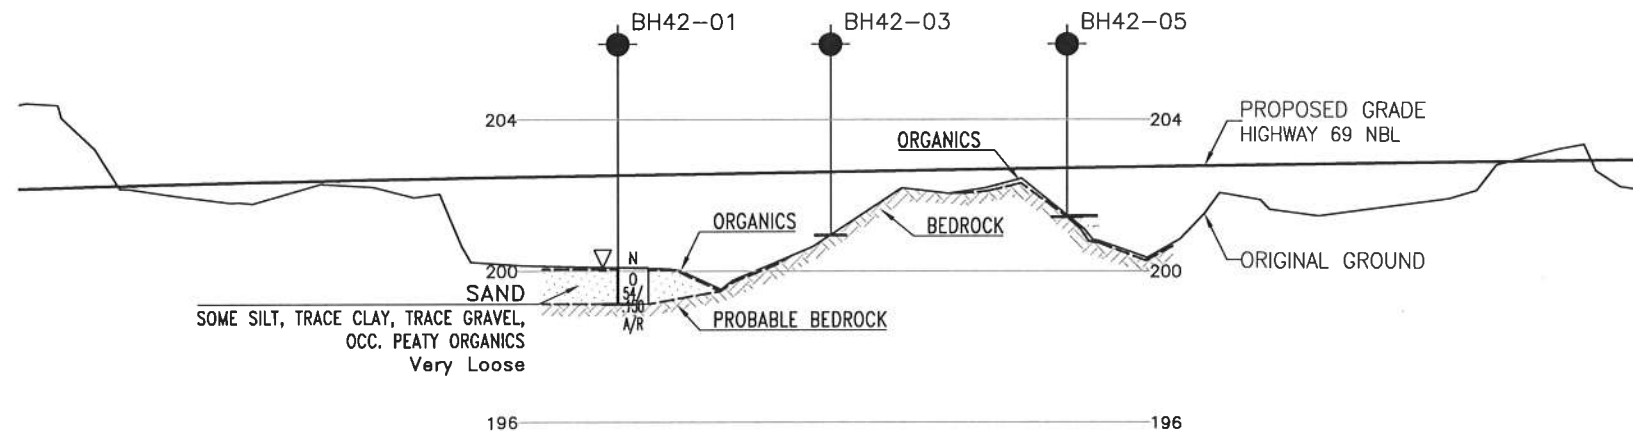 BH42-01
BH42-03
BH42-05
204
204
PROPOSED GRADE
HIGHWAY 69 NBL
ORGANICS
ORGANICS
BEDROCK
N
200
0
200
ORIGINAL GROUND
SAND
54/
.150
A/R
SOME SILT, TRACE CLAY, TRACE GRAVEL,
OCC. PEATY ORGANICS
Very Loose
PROBABLE BEDROCK
196
196